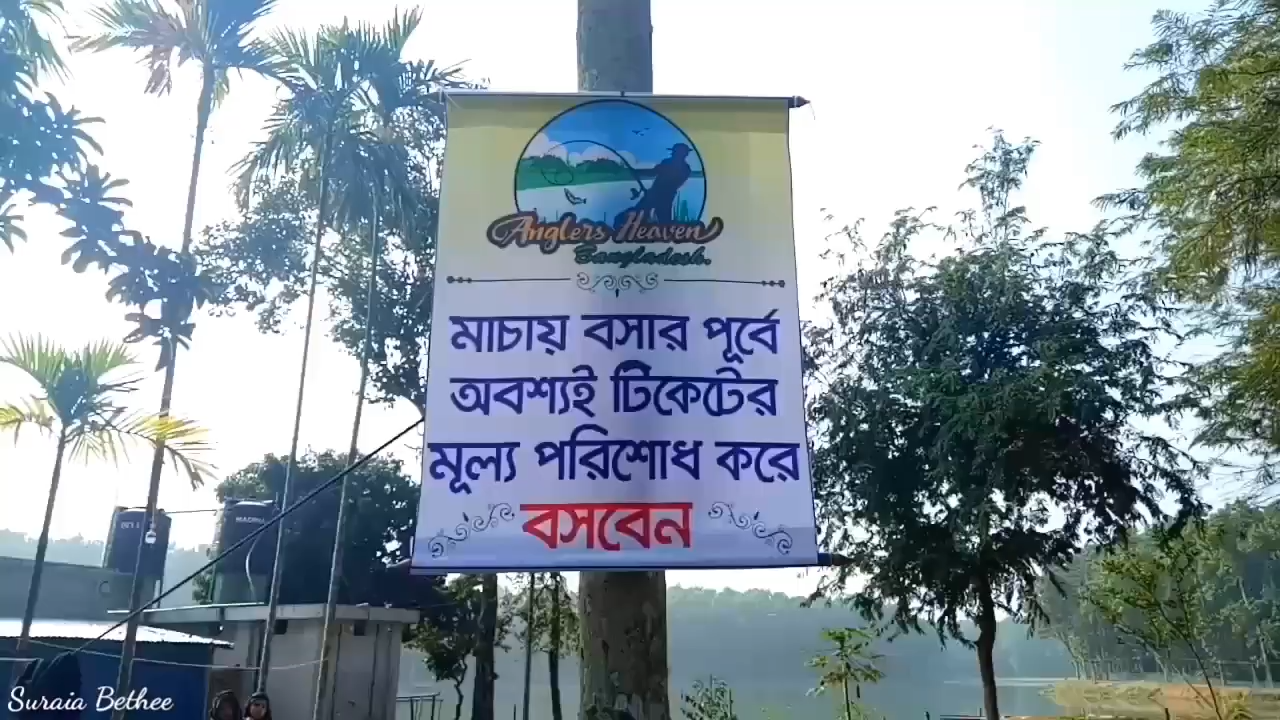 Anglers Heaven
Bangladesh.
মাচায় বসার পূর্বে
অবশ্যই টিকেটের
মূল্য পরিশোধ করে
বসবেন
Suraia Bethee